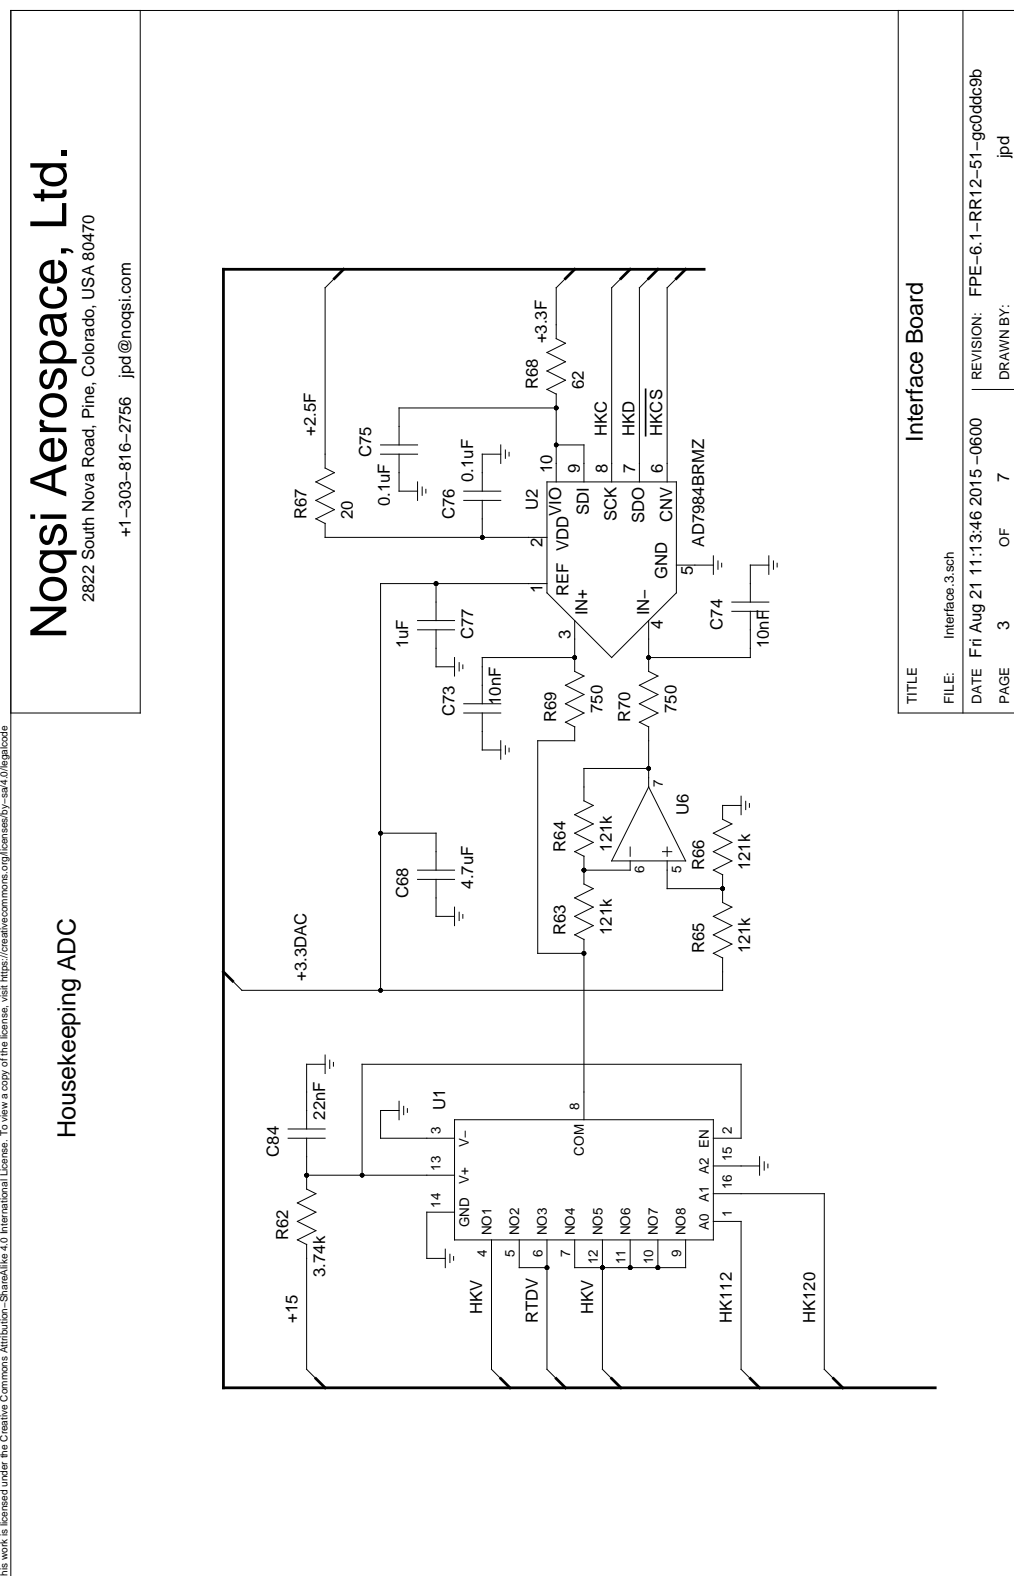 his work is licensed under the Creative Commons Attribution−ShareAlike 4.0 International License. To view a copy of the license, visit https://creativecommons.org/licenses/by−sa/4.0/legalcode
Noqsi Aerospace, Ltd.
2822 South Nova Road, Pine, Colorado, USA 80470
+1−303−816−2756 jpd@noqsi.com
Housekeeping ADC
+15
R62
3.74k
C84
22nF
+3.3DAC
C68
4.7uF
1uF
C77
C73
10nF
R67
20
+2.5F
C75
0.1uF
C76
0.1uF
R68
62
+3.3F
HKV
RTDV
HKV
HK112
HK120
U1
14
GND
13
V+
3
V−
4
NO1
5
NO2
6
NO3
7
NO4
12
NO5
11
NO6
10
NO7
9
NO8
COM
8
A0
1
A1
16
A2
15
EN
2
R63
121k
R64
121k
R65
121k
R66
121k
6
−
5
+
7
U6
R69
750
R70
750
C74
10nF
U2
1
REF
2
VDD
3
IN+
4
IN−
GND
5
10
VIO
9
SDI
8
SCK
7
SDO
6
CNV
AD7984BRMZ
HKC
HKD
HKCS
TITLE
Interface Board
FILE: Interface.3.sch
DATE Fri Aug 21 11:13:46 2015 −0600
REVISION: FPE−6.1−RR12−51−gc0ddc9b
PAGE 3 OF 7
DRAWN BY: jpd